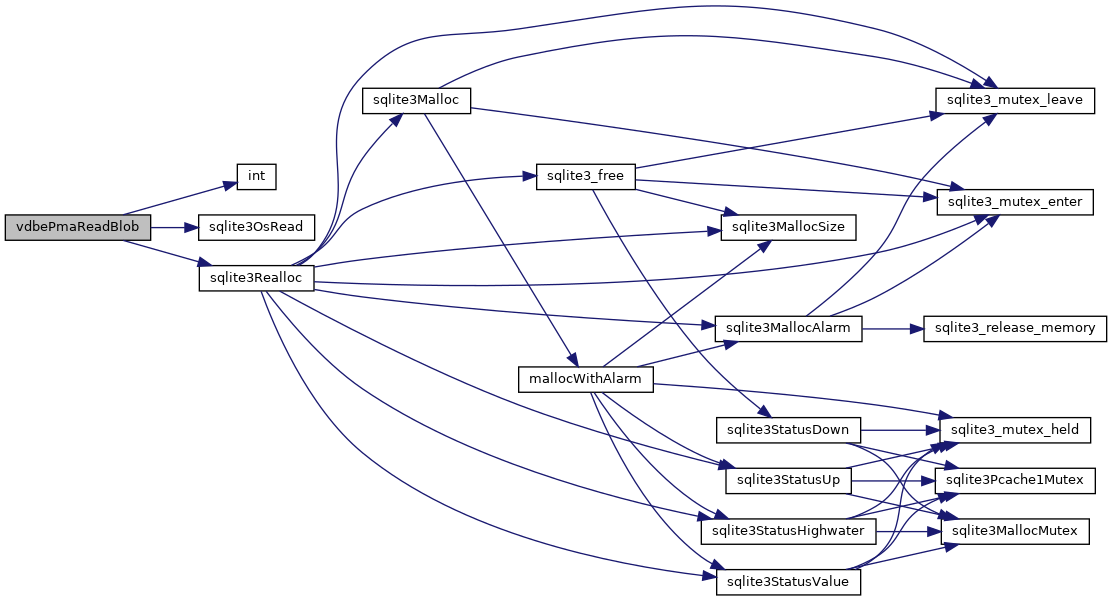 vdbePmaReadBlob
int
sqlite3OsRead
sqlite3Realloc
sqlite3Malloc
sqlite3_free
mallocWithAlarm
sqlite3MallocSize
sqlite3MallocAlarm
sqlite3StatusDown
sqlite3StatusUp
sqlite3StatusHighwater
sqlite3StatusValue
sqlite3_mutex_leave
sqlite3_mutex_enter
sqlite3_release_memory
sqlite3_mutex_held
sqlite3Pcache1Mutex
sqlite3MallocMutex